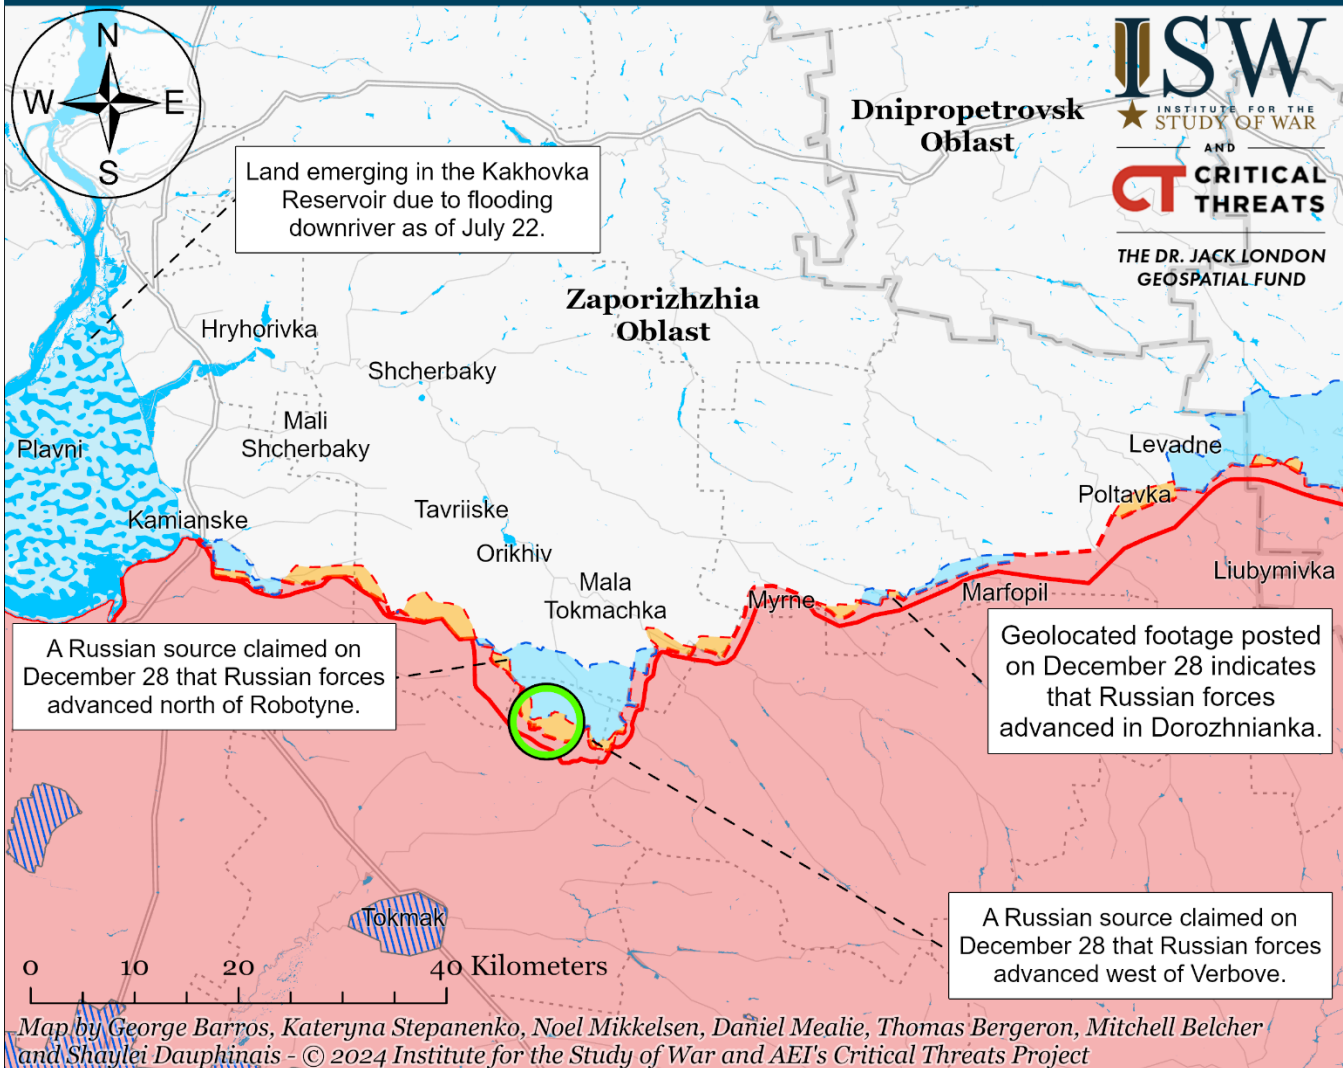 N
W
E
S
ISW
INSTITUTE FOR THE
STUDY OF WAR
AND
CT CRITICAL
THREATS
THE DR. JACK LONDON
GEOSPATIAL FUND
Dnipropetrovsk
Oblast
Land emerging in the Kakhovka
Reservoir due to flooding
downriver as of July 22.
Zaporizhzhia
Oblast
Hryhorivka
Shcherbaky
Mali
Shcherbaky
Plavni
Levadne
Poltavka
Tavriiske
Kamianske
Orikhiv
Mala
Tokmachka
Myrne
Marfopil
Liubymivka
A Russian source claimed on
December 28 that Russian forces
advanced north of Robotyne.
Geolocated footage posted
on December 28 indicates
that Russian forces
advanced in Dorozhnianka.
Tokmak
A Russian source claimed on
December 28 that Russian forces
advanced west of Verbove.
0 10 20 40 Kilometers
Map by George Barros, Kateryna Stepanenko, Noel Mikkelsen, Daniel Mealie, Thomas Bergeron, Mitchell Belcher
and Shaylei Dauphinais - © 2024 Institute for the Study of War and AEI's Critical Threats Project